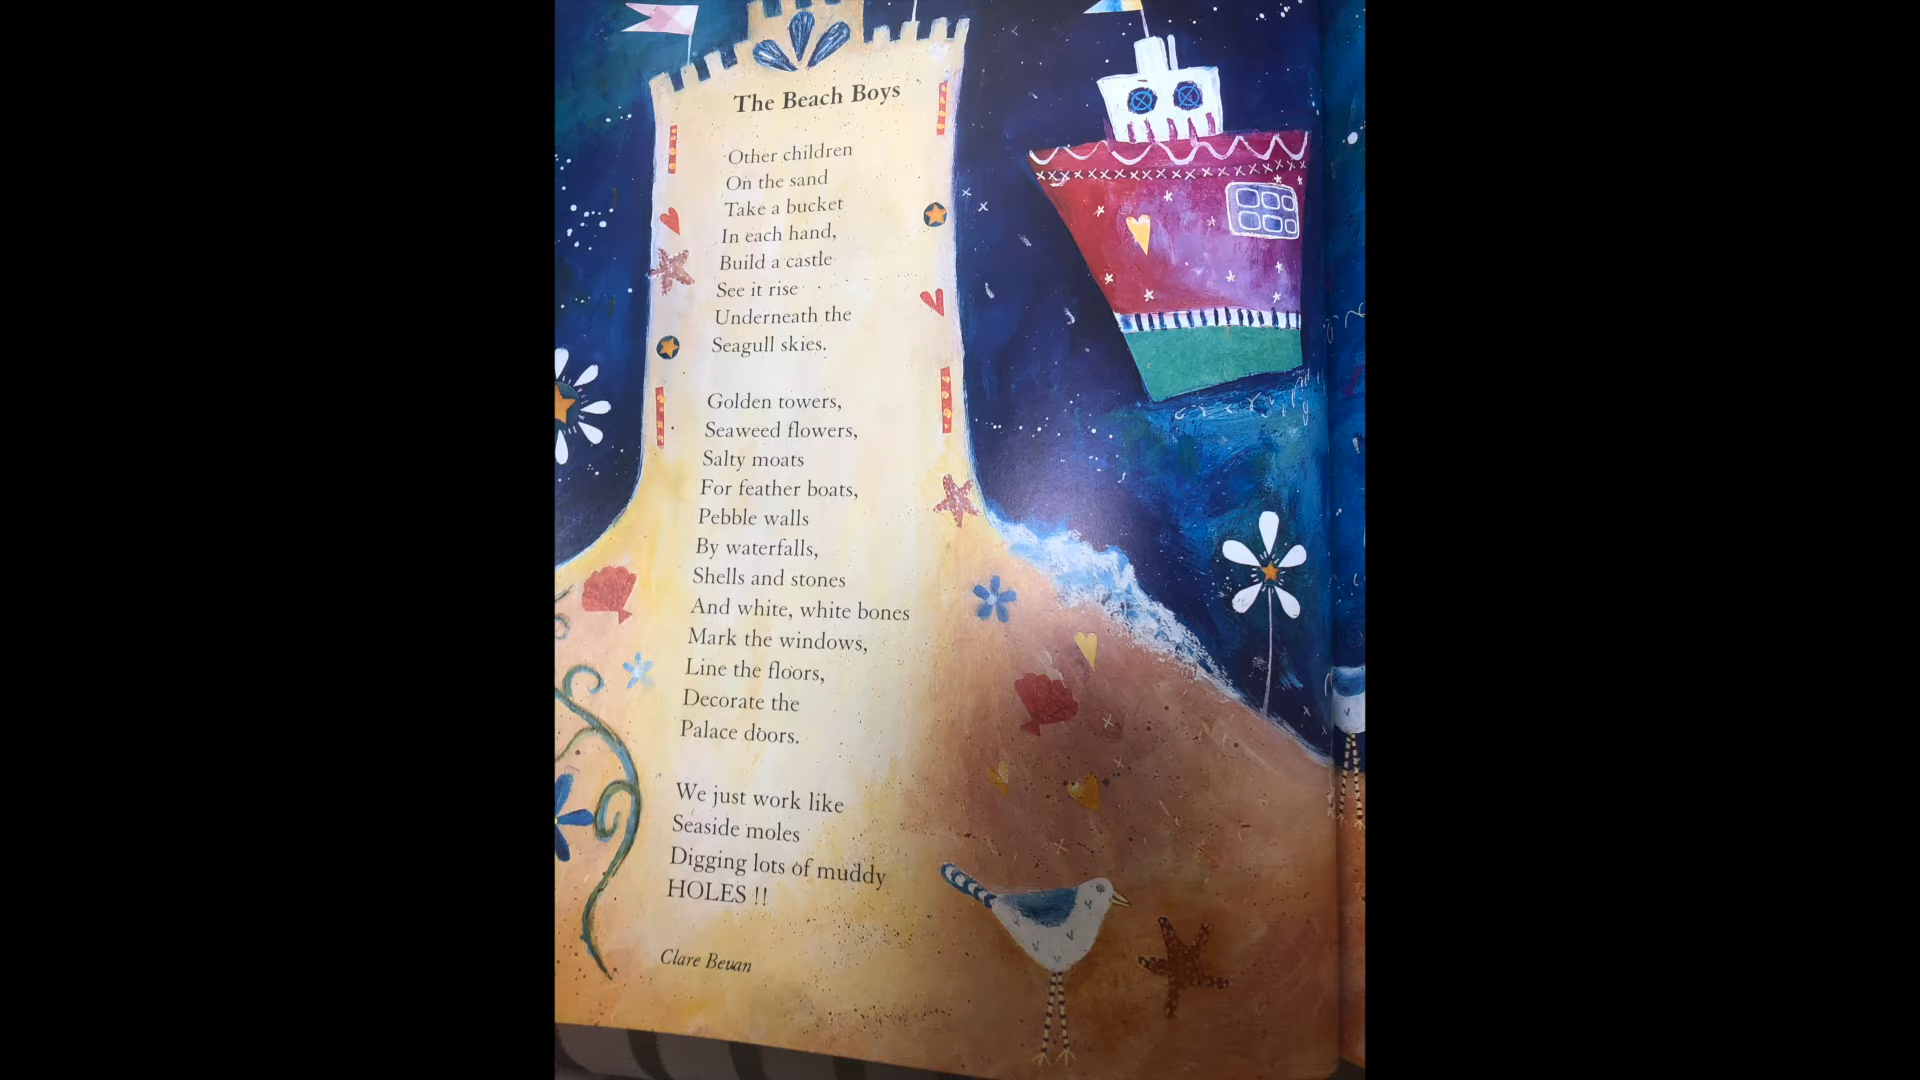 The Beach Boys
Other children
On the sand
Take a bucket
In each hand,
Build a castle
See it rise
Underneath the
Seagull skies.
Golden towers,
Seaweed flowers,
Salty moats
For feather boats,
Pebble walls
By waterfalls,
Shells and stones
And white, white bones
Mark the windows,
Line the floors,
Decorate the
Palace doors.
We just work like
Seaside moles
Digging lots of muddy
HOLES !!
Clare Bevan